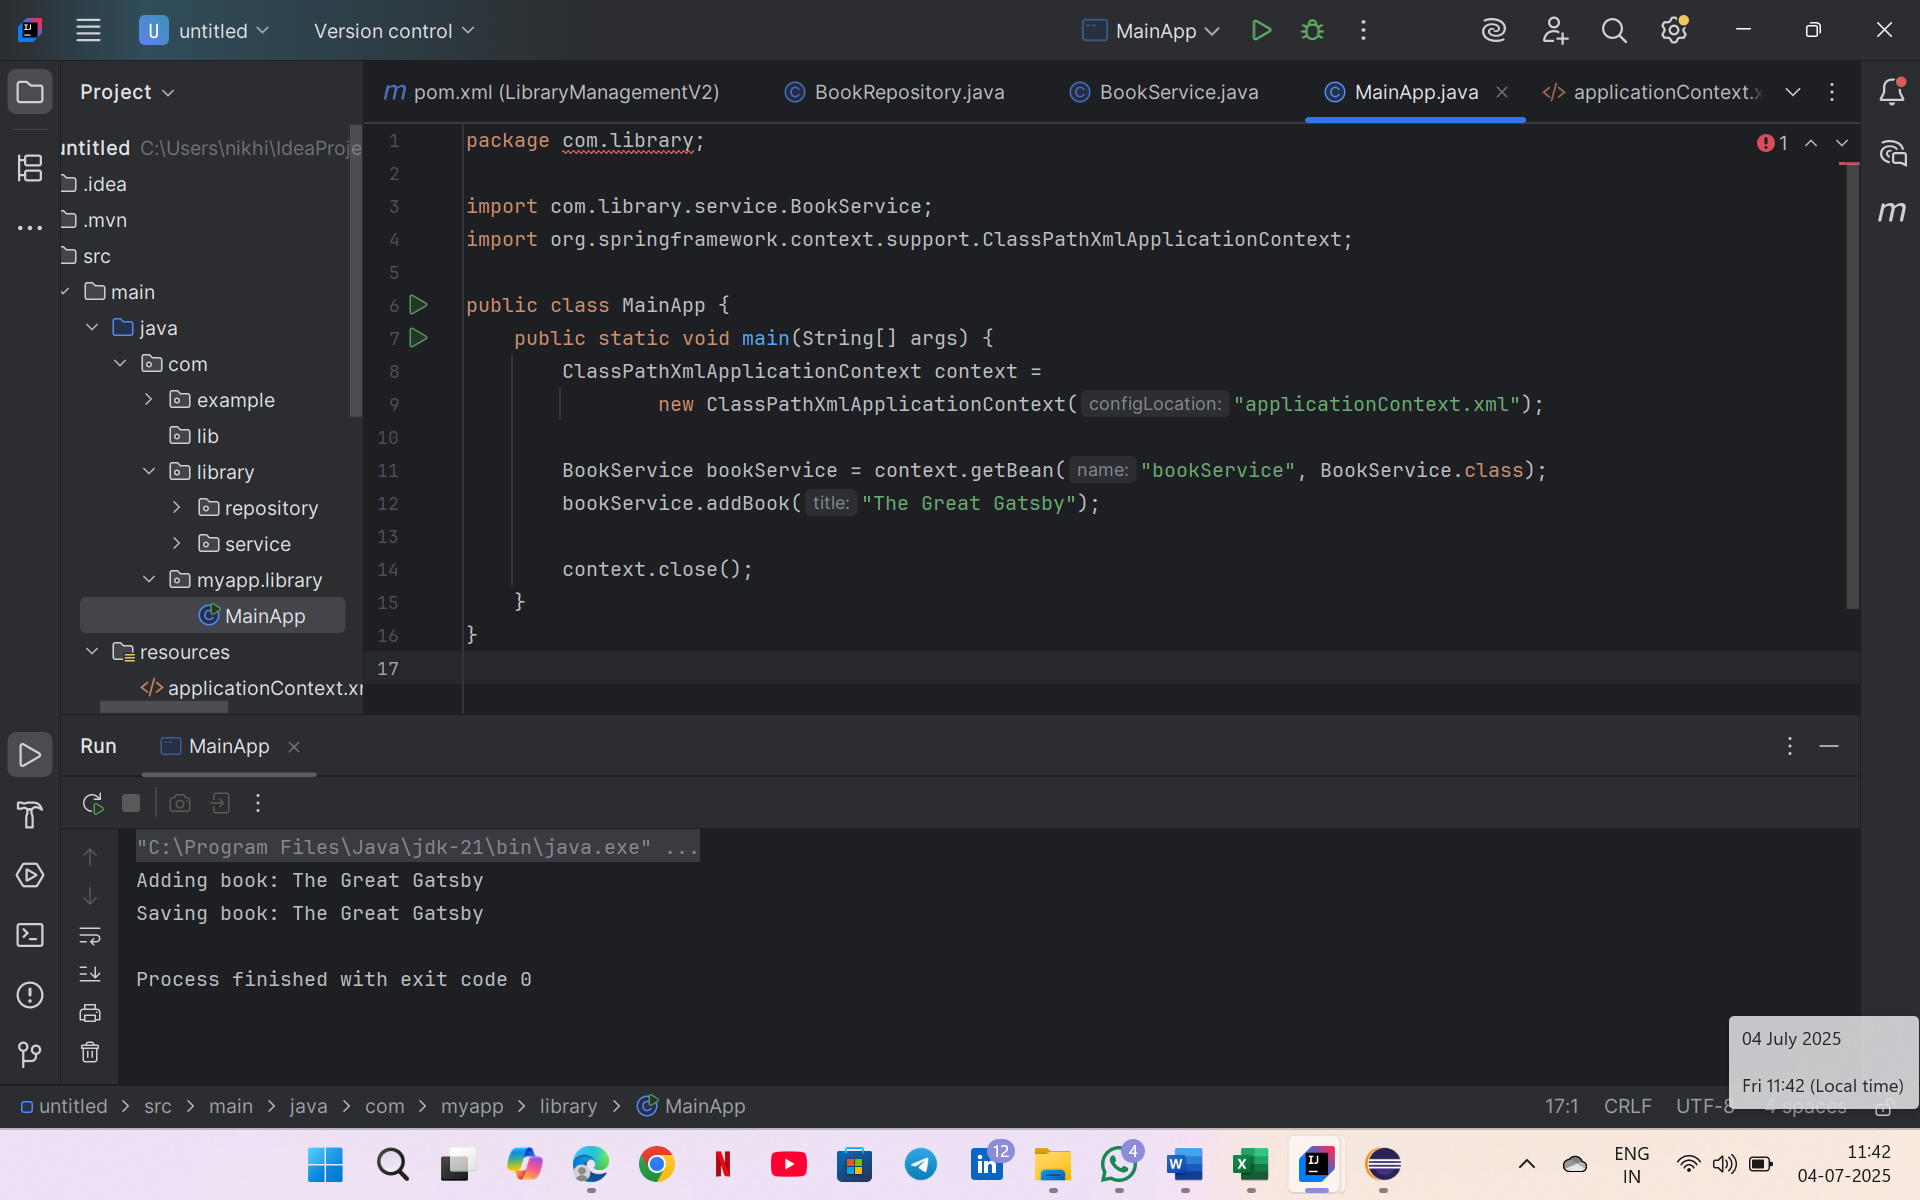 untitled
Version control
MainApp
Project
pom.xml (LibraryManagementV2)
BookRepository.java
BookService.java
MainApp.java
applicationContext.x
untitled C:\Users\nikhi\IdeaProje
.idea
.mvn
src
main
java
com
example
lib
library
repository
service
myapp.library
MainApp
resources
applicationContext.xm
1 package com.library;
2
3 import com.library.service.BookService;
4 import org.springframework.context.support.ClassPathXmlApplicationContext;
5
6 public class MainApp {
7 public static void main(String[] args) {
8 ClassPathXmlApplicationContext context =
9 new ClassPathXmlApplicationContext( configLocation: "applicationContext.xml");
10
11 BookService bookService = context.getBean( name: "bookService", BookService.class);
12 bookService.addBook( title: "The Great Gatsby");
13
14 context.close();
15 }
16 }
17
1
Run MainApp
"C:\Program Files\Java\jdk-21\bin\java.exe" ...
Adding book: The Great Gatsby
Saving book: The Great Gatsby
Process finished with exit code 0
04 July 2025
Fri 11:42 (Local time)
untitled > src > main > java > com > myapp > library > MainApp
17:1 CRLF UTF-8 4 spaces
12
4
ENG
IN
11:42
04-07-2025